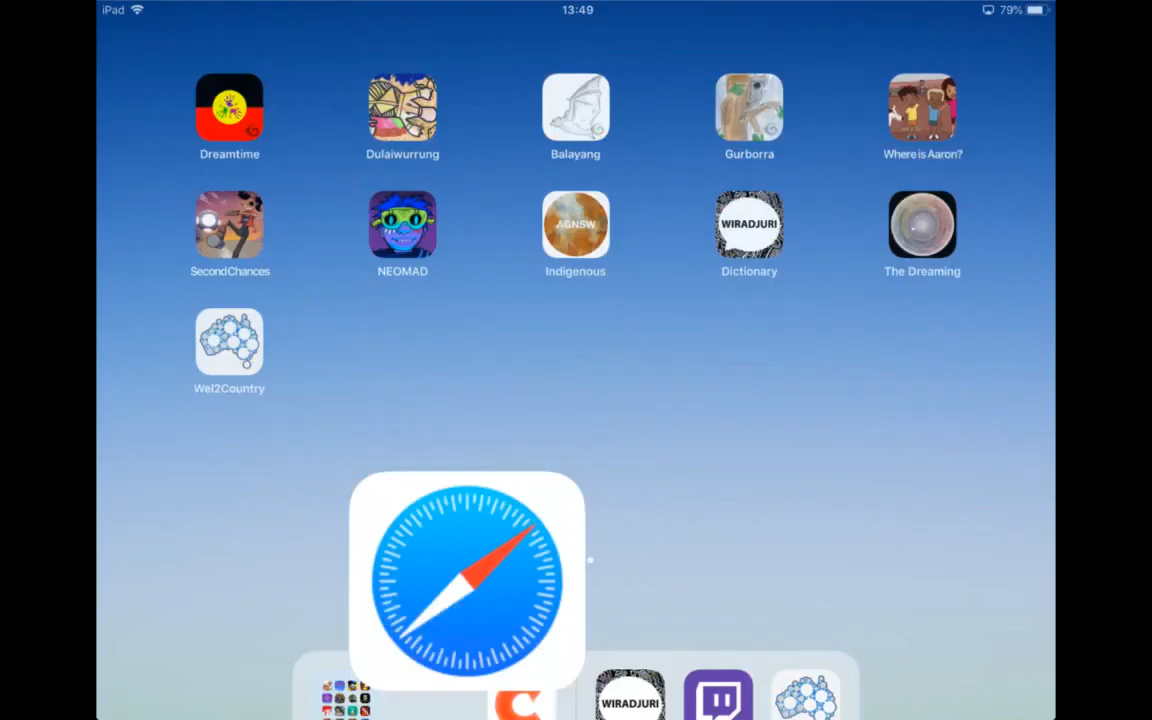 iPad 13:49 79%
Dreamtime Dulaiwurrung Balayang Gurborra Where is Aaron?
AGNSW WIRADJURI
SecondChances NEOMAD Indigenous Dictionary The Dreaming
Wel2Country
WIRADJURI